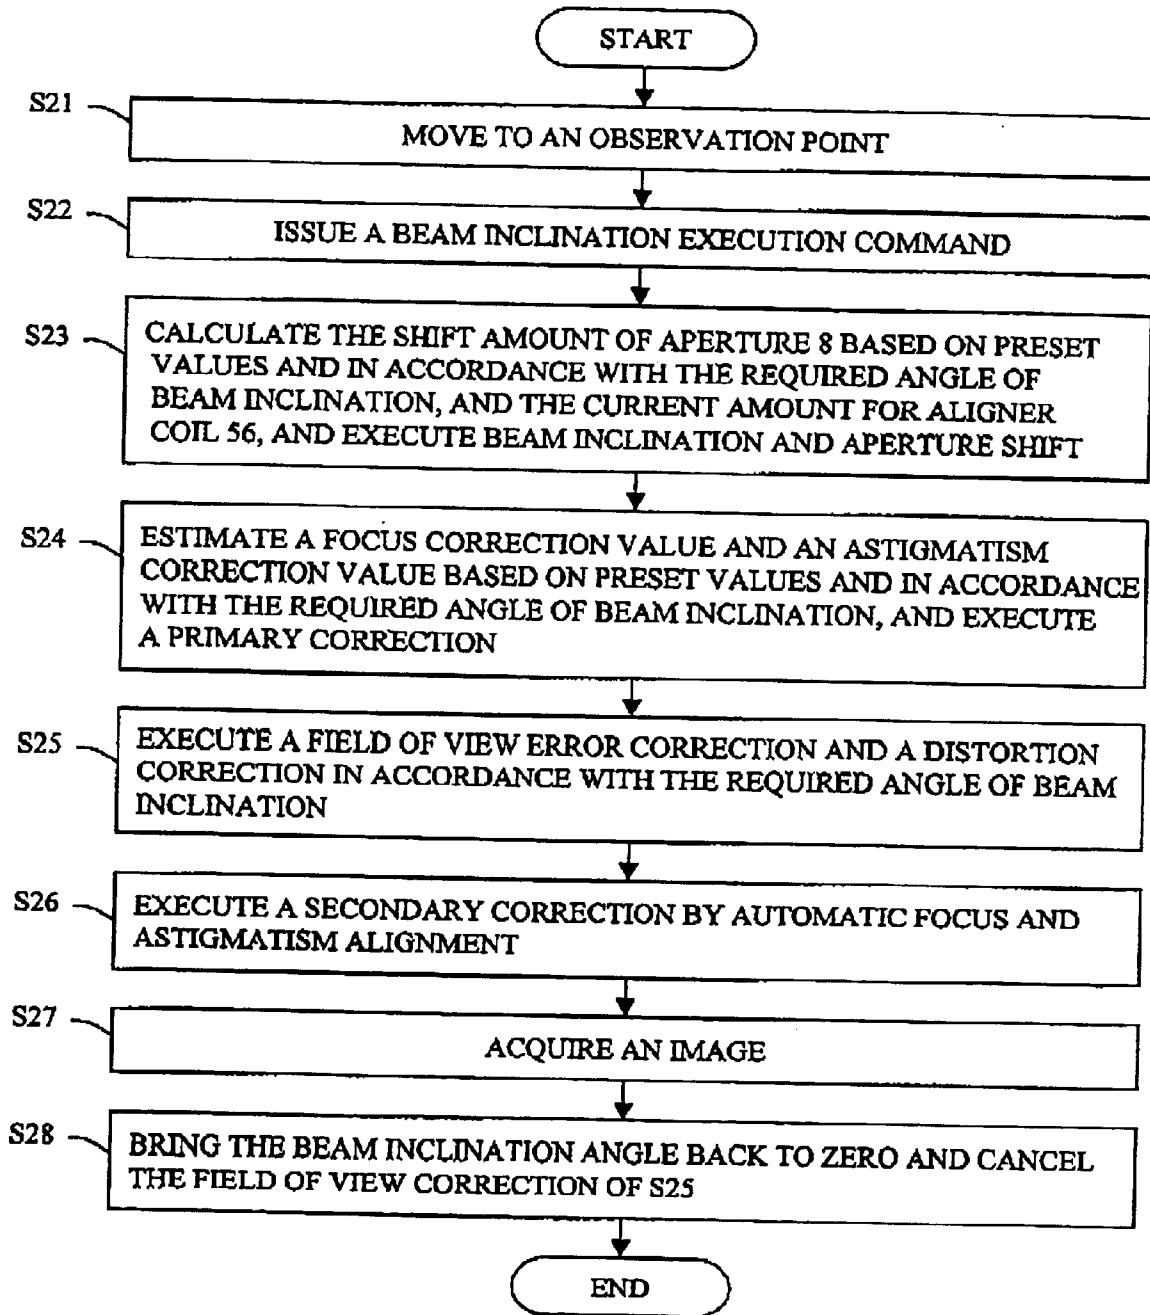 START
S21
MOVE TO AN OBSERVATION POINT
S22
ISSUE A BEAM INCLINATION EXECUTION COMMAND
S23
CALCULATE THE SHIFT AMOUNT OF APERTURE 8 BASED ON PRESET
VALUES AND IN ACCORDANCE WITH THE REQUIRED ANGLE OF
BEAM INCLINATION, AND THE CURRENT AMOUNT FOR ALIGNER
COIL 56, AND EXECUTE BEAM INCLINATION AND APERTURE SHIFT
S24
ESTIMATE A FOCUS CORRECTION VALUE AND AN ASTIGMATISM
CORRECTION VALUE BASED ON PRESET VALUES AND IN ACCORDANCE
WITH THE REQUIRED ANGLE OF BEAM INCLINATION, AND EXECUTE
A PRIMARY CORRECTION
S25
EXECUTE A FIELD OF VIEW ERROR CORRECTION AND A DISTORTION
CORRECTION IN ACCORDANCE WITH THE REQUIRED ANGLE OF BEAM
INCLINATION
S26
EXECUTE A SECONDARY CORRECTION BY AUTOMATIC FOCUS AND
ASTIGMATISM ALIGNMENT
S27
ACQUIRE AN IMAGE
S28
BRING THE BEAM INCLINATION ANGLE BACK TO ZERO AND CANCEL
THE FIELD OF VIEW CORRECTION OF S25
END